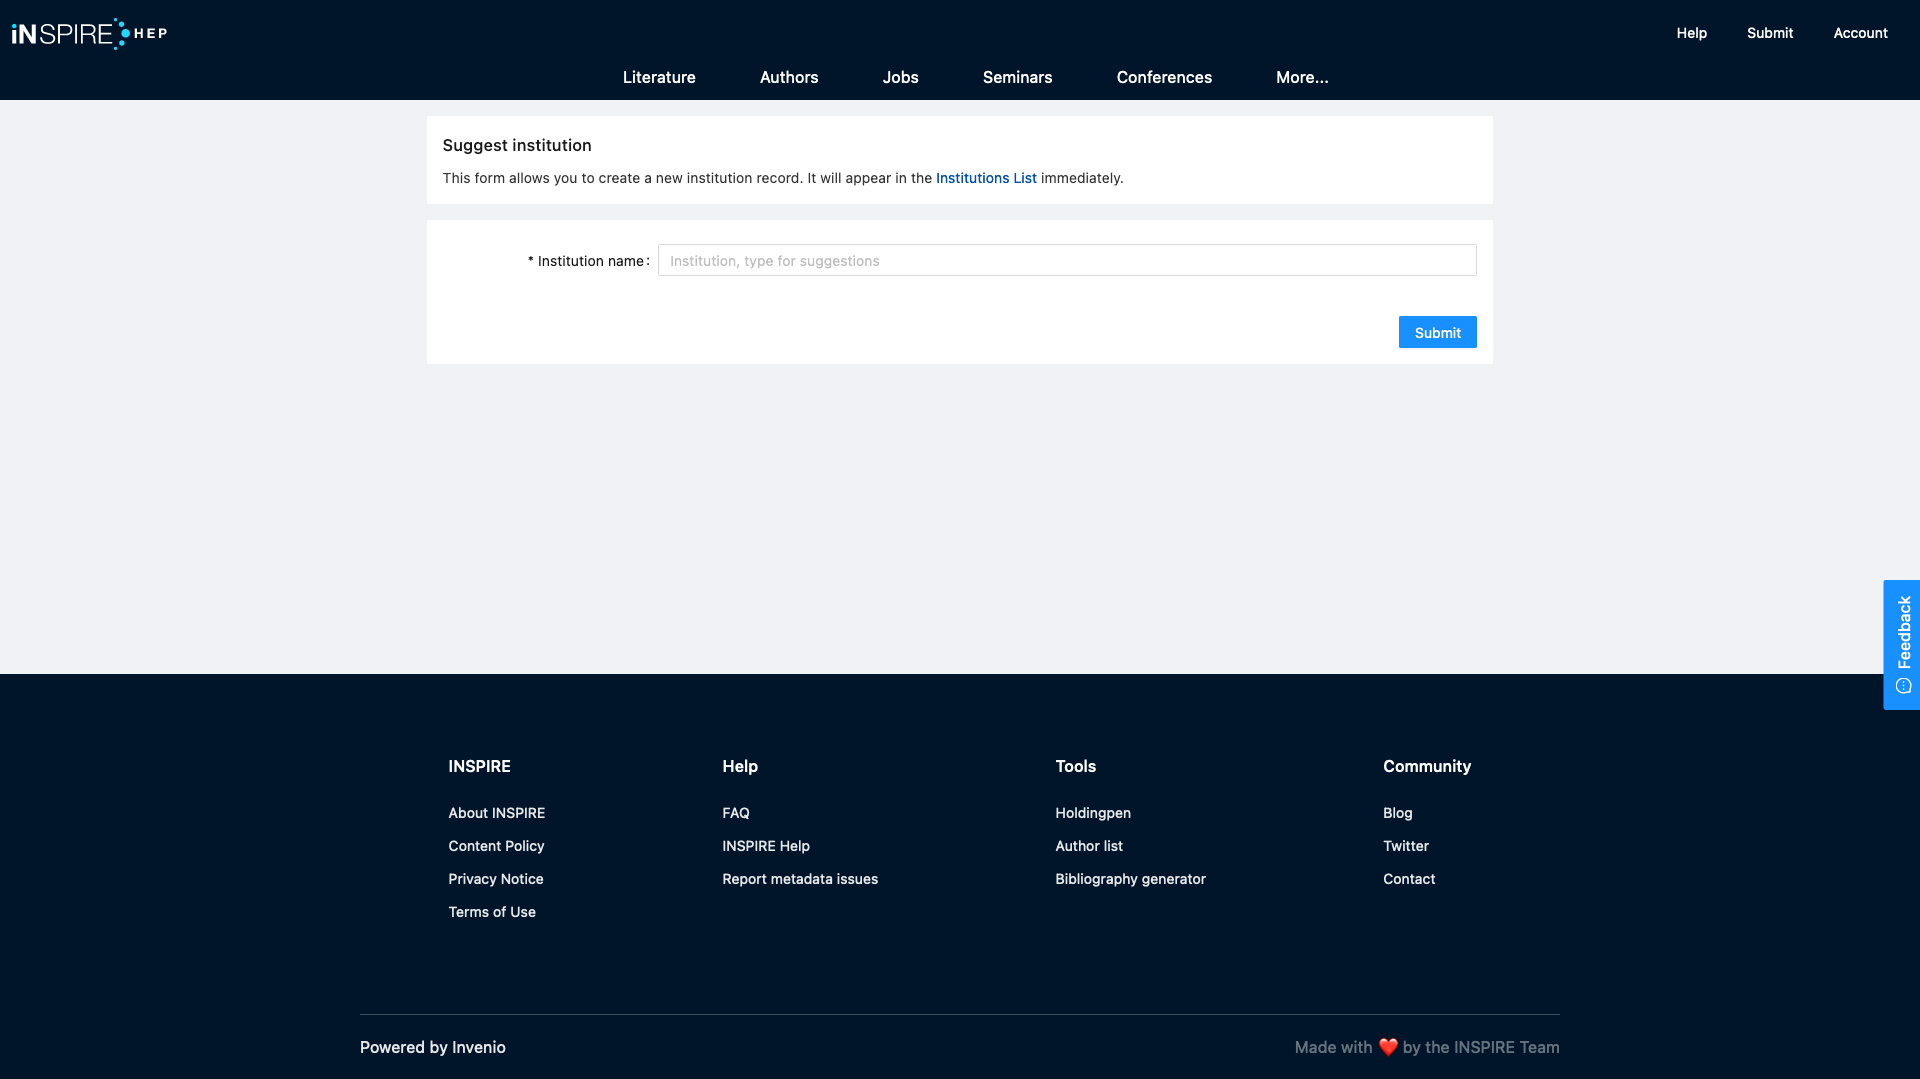 INSPIRE HEP
Help Submit Account
Literature Authors Jobs Seminars Conferences More...
Suggest institution
This form allows you to create a new institution record. It will appear in the Institutions List immediately.
* Institution name: Institution, type for suggestions
Submit
Feedback
INSPIRE Help Tools Community
About INSPIRE FAQ Holdingpen Blog
Content Policy INSPIRE Help Author list Twitter
Privacy Notice Report metadata issues Bibliography generator Contact
Terms of Use
Powered by Invenio Made with ❤️ by the INSPIRE Team